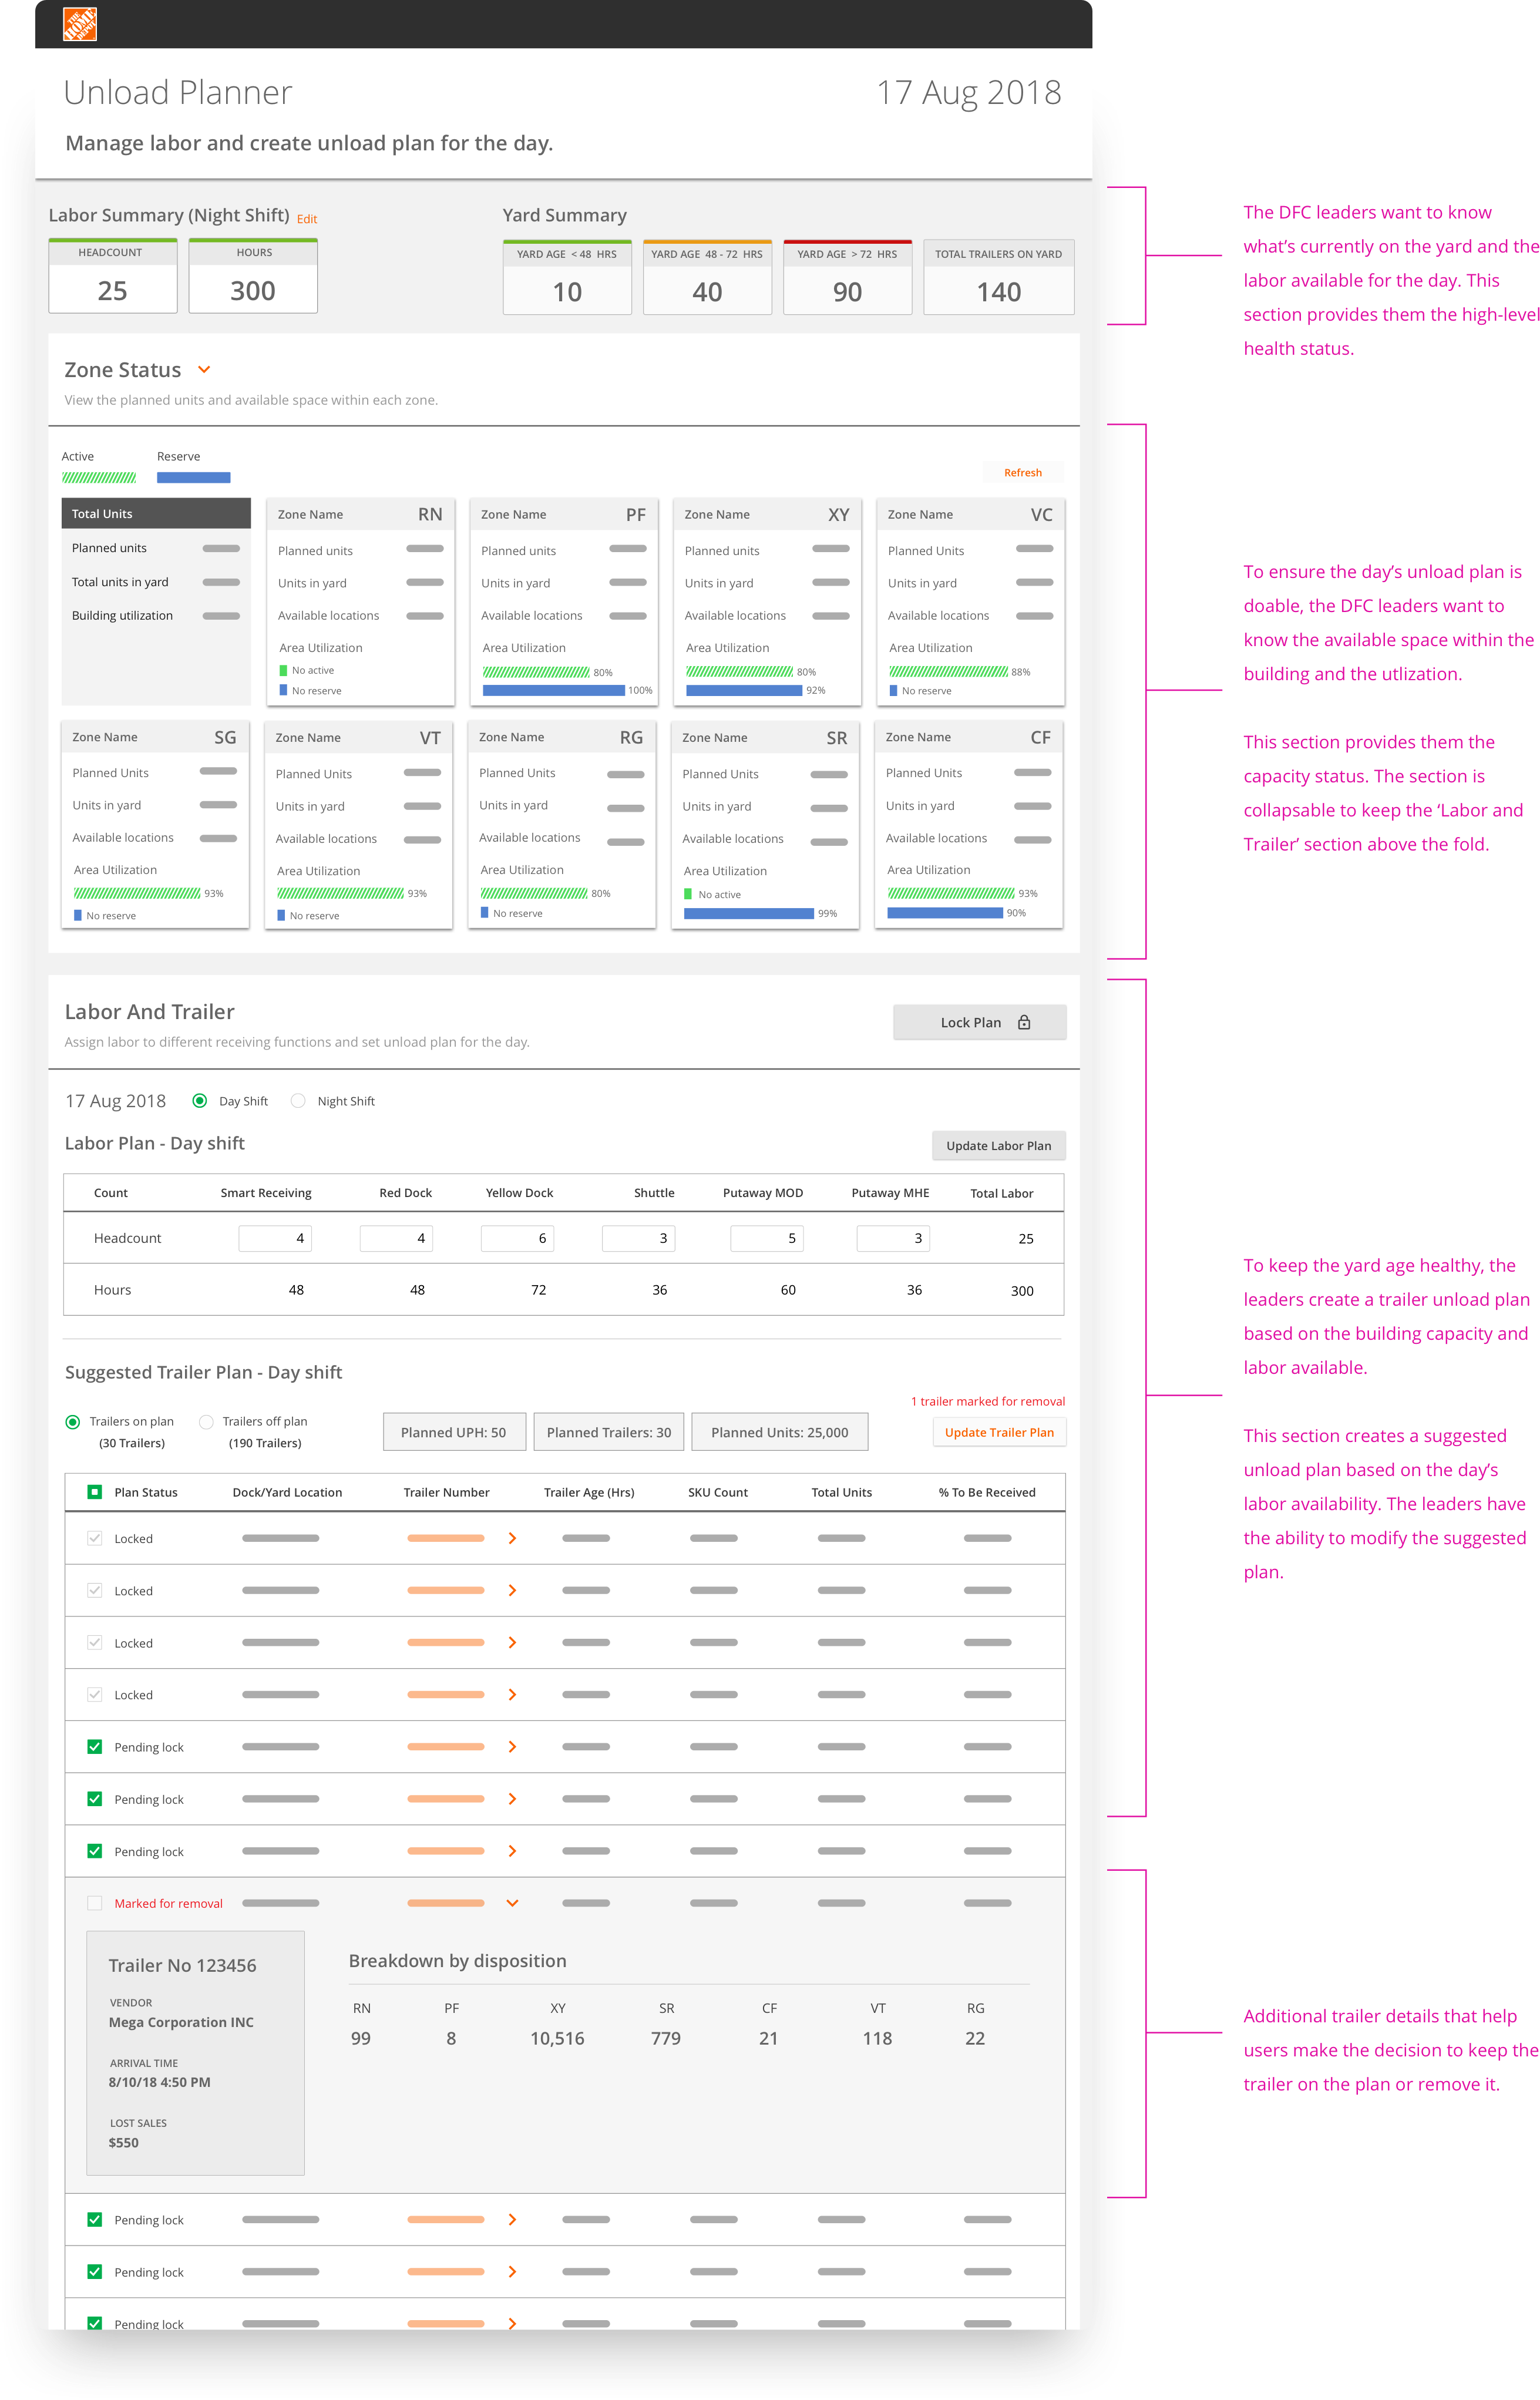 THE HOME DEPOT
Unload Planner
17 Aug 2018
Manage labor and create unload plan for the day.
Labor Summary (Night Shift) Edit
HEADCOUNT
25
HOURS
300
Yard Summary
YARD AGE < 48 HRS
10
YARD AGE 48 - 72 HRS
40
YARD AGE > 72 HRS
90
TOTAL TRAILERS ON YARD
140
The DFC leaders want to know
what’s currently on the yard and the
labor available for the day. This
section provides them the high-level
health status.
Zone Status
View the planned units and available space within each zone.
Active
Reserve
Refresh
Total Units
Planned units
Total units in yard
Building utilization
Zone Name RN
Planned units
Units in yard
Available locations
Area Utilization
No active
No reserve
Zone Name PF
Planned units
Units in yard
Available locations
Area Utilization
80%
100%
Zone Name XY
Planned units
Units in yard
Available locations
Area Utilization
80%
92%
Zone Name VC
Planned Units
Units in yard
Available locations
Area Utilization
88%
No reserve
Zone Name SG
Planned Units
Units in yard
Available locations
Area Utilization
93%
No reserve
Zone Name VT
Planned Units
Units in yard
Available locations
Area Utilization
93%
No reserve
Zone Name RG
Planned Units
Units in yard
Available locations
Area Utilization
80%
No reserve
Zone Name SR
Planned Units
Units in yard
Available locations
Area Utilization
No active
99%
Zone Name CF
Planned Units
Units in yard
Available locations
Area Utilization
93%
90%
To ensure the day’s unload plan is
doable, the DFC leaders want to
know the available space within the
building and the utlization.
This section provides them the
capacity status. The section is
collapsable to keep the ‘Labor and
Trailer’ section above the fold.
Labor And Trailer
Assign labor to different receiving functions and set unload plan for the day.
Lock Plan
17 Aug 2018 Day Shift Night Shift
Labor Plan - Day shift
Update Labor Plan
Count Smart Receiving Red Dock Yellow Dock Shuttle Putaway MOD Putaway MHE Total Labor
Headcount 4 4 6 3 5 3 25
Hours 48 48 72 36 60 36 300
Suggested Trailer Plan - Day shift
1 trailer marked for removal
Trailers on plan
(30 Trailers)
Trailers off plan
(190 Trailers)
Planned UPH: 50
Planned Trailers: 30
Planned Units: 25,000
Update Trailer Plan
Plan Status Dock/Yard Location Trailer Number Trailer Age (Hrs) SKU Count Total Units % To Be Received
Locked
Locked
Locked
Locked
Pending lock
Pending lock
Pending lock
Marked for removal
To keep the yard age healthy, the
leaders create a trailer unload plan
based on the building capacity and
labor available.
This section creates a suggested
unload plan based on the day’s
labor availability. The leaders have
the ability to modify the suggested
plan.
Trailer No 123456
VENDOR
Mega Corporation INC
ARRIVAL TIME
8/10/18 4:50 PM
LOST SALES
$550
Breakdown by disposition
RN PF XY SR CF VT RG
99 8 10,516 779 21 118 22
Additional trailer details that help
users make the decision to keep the
trailer on the plan or remove it.
Pending lock
Pending lock
Pending lock